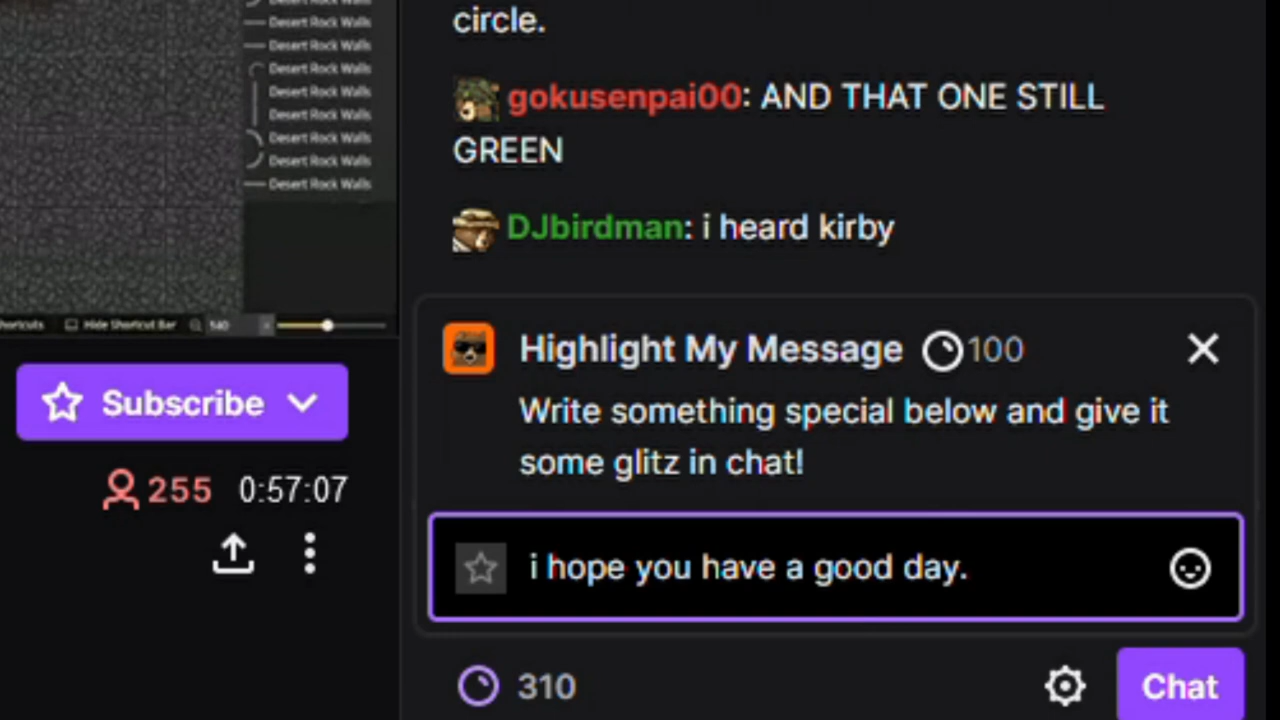 Desert Rock Walls
Desert Rock Walls
Desert Rock Walls
Desert Rock Walls
Desert Rock Walls
Desert Rock Walls
Desert Rock Walls
Desert Rock Walls
Hide Shortcut Bar 540
Subscribe
255 0:57:07
circle.
gokusenpai00: AND THAT ONE STILL
GREEN
DJbirdman: i heard kirby
Highlight My Message 100
Write something special below and give it
some glitz in chat!
i hope you have a good day.
310
Chat